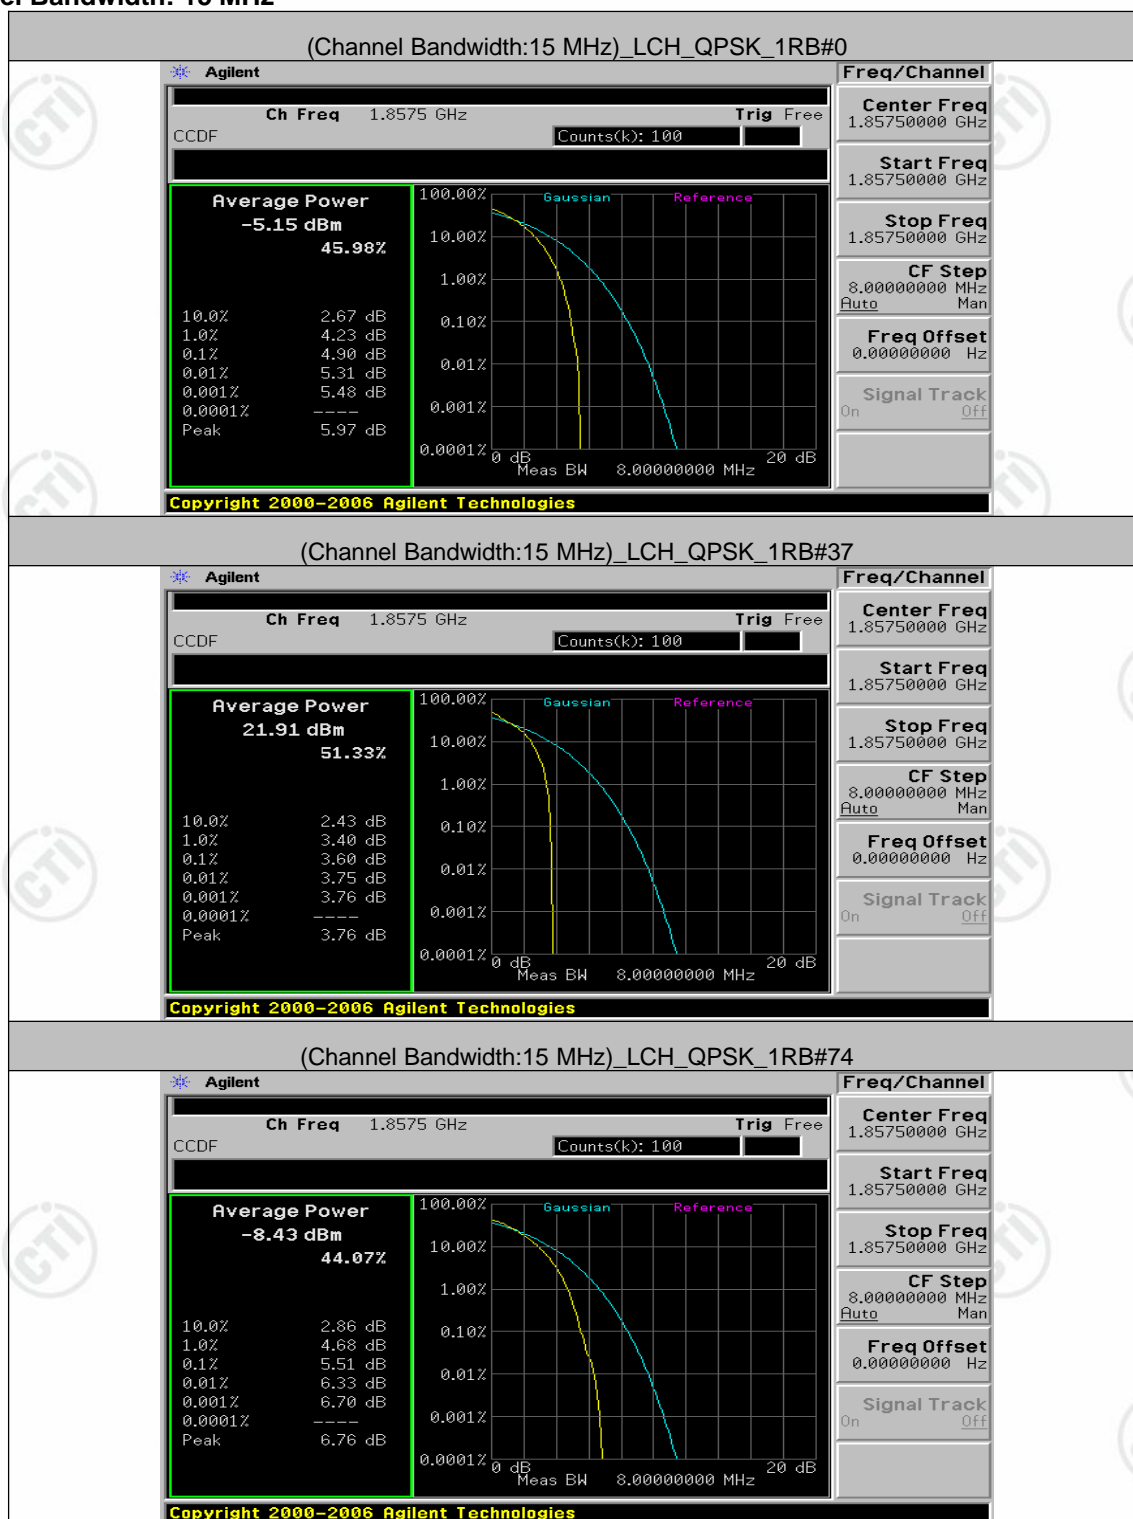 (Channel Bandwidth:15 MHz)_LCH_QPSK_1RB#0
Agilent
Freq/Channel
Ch Freq 1.8575 GHz Trig Free
CCDF Counts(k): 100
Average Power
-5.15 dBm
45.98%
10.0% 2.67 dB
1.0% 4.23 dB
0.1% 4.90 dB
0.01% 5.31 dB
0.001% 5.48 dB
0.0001% ----
Peak 5.97 dB
Gaussian Reference
100.00%
10.00%
1.00%
0.10%
0.01%
0.001%
0.0001%
0 dB 20 dB
Meas BW 8.00000000 MHz
Center Freq
1.85750000 GHz
Start Freq
1.85750000 GHz
Stop Freq
1.85750000 GHz
CF Step
8.00000000 MHz
Auto Man
Freq Offset
0.00000000 Hz
Signal Track
On Off
Copyright 2000-2006 Agilent Technologies
(Channel Bandwidth:15 MHz)_LCH_QPSK_1RB#37
Agilent
Freq/Channel
Ch Freq 1.8575 GHz Trig Free
CCDF Counts(k): 100
Average Power
21.91 dBm
51.33%
10.0% 2.43 dB
1.0% 3.40 dB
0.1% 3.60 dB
0.01% 3.75 dB
0.001% 3.76 dB
0.0001% ----
Peak 3.76 dB
Gaussian Reference
100.00%
10.00%
1.00%
0.10%
0.01%
0.001%
0.0001%
0 dB 20 dB
Meas BW 8.00000000 MHz
Center Freq
1.85750000 GHz
Start Freq
1.85750000 GHz
Stop Freq
1.85750000 GHz
CF Step
8.00000000 MHz
Auto Man
Freq Offset
0.00000000 Hz
Signal Track
On Off
Copyright 2000-2006 Agilent Technologies
(Channel Bandwidth:15 MHz)_LCH_QPSK_1RB#74
Agilent
Freq/Channel
Ch Freq 1.8575 GHz Trig Free
CCDF Counts(k): 100
Average Power
-8.43 dBm
44.07%
10.0% 2.86 dB
1.0% 4.68 dB
0.1% 5.51 dB
0.01% 6.33 dB
0.001% 6.70 dB
0.0001% ----
Peak 6.76 dB
Gaussian Reference
100.00%
10.00%
1.00%
0.10%
0.01%
0.001%
0.0001%
0 dB 20 dB
Meas BW 8.00000000 MHz
Center Freq
1.85750000 GHz
Start Freq
1.85750000 GHz
Stop Freq
1.85750000 GHz
CF Step
8.00000000 MHz
Auto Man
Freq Offset
0.00000000 Hz
Signal Track
On Off
Copyright 2000-2006 Agilent Technologies
CTI
CTI
CTI
CTI